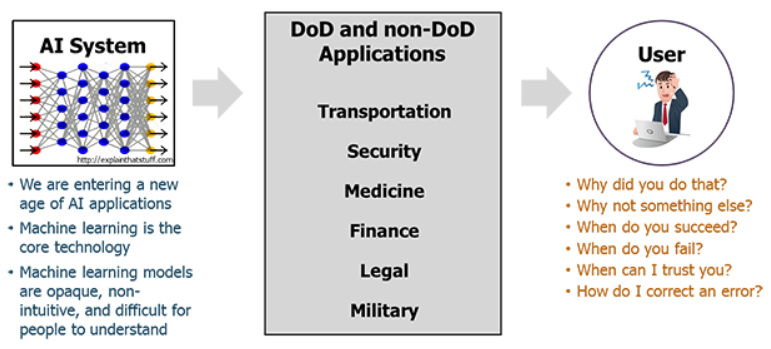 AI System
http://explainthatstuff.com
• We are entering a new
age of AI applications
• Machine learning is the
core technology
• Machine learning models
are opaque, non-
intuitive, and difficult for
people to understand
DoD and non-DoD
Applications
Transportation
Security
Medicine
Finance
Legal
Military
User
• Why did you do that?
• Why not something else?
• When do you succeed?
• When do you fail?
• When can I trust you?
• How do I correct an error?